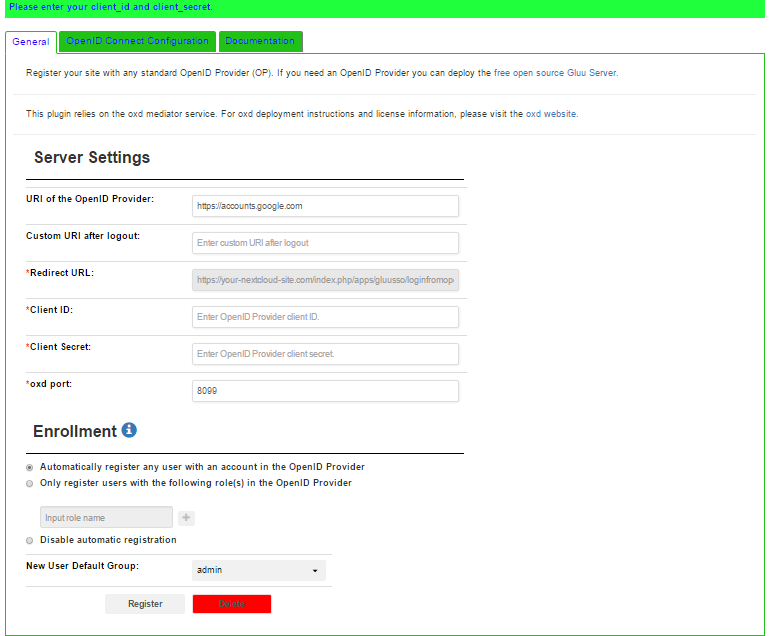 Please enter your client_id and client_secret.
General OpenID Connect Configuration Documentation
Register your site with any standard OpenID Provider (OP). If you need an OpenID Provider you can deploy the free open source Gluu Server.
This plugin relies on the oxd mediator service. For oxd deployment instructions and license information, please visit the oxd website.
Server Settings
URI of the OpenID Provider: https://accounts.google.com
Custom URI after logout: Enter custom URI after logout
*Redirect URL: https://your-nextcloud-site.com/index.php/apps/gluusso/loginfromop
*Client ID: Enter OpenID Provider client ID.
*Client Secret: Enter OpenID Provider client secret.
*oxd port: 8099
Enrollment
Automatically register any user with an account in the OpenID Provider
Only register users with the following role(s) in the OpenID Provider
Input role name +
Disable automatic registration
New User Default Group: admin
Register Delete